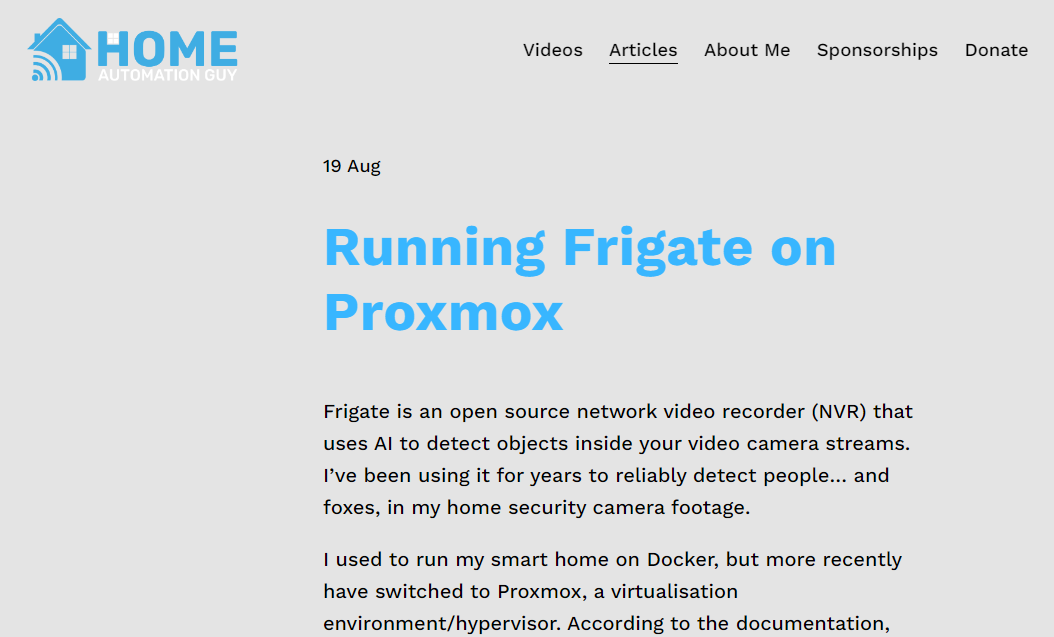 HOME
AUTOMATION GUY
Videos Articles About Me Sponsorships Donate
19 Aug
Running Frigate on
Proxmox
Frigate is an open source network video recorder (NVR) that
uses AI to detect objects inside your video camera streams.
I’ve been using it for years to reliably detect people... and
foxes, in my home security camera footage.
I used to run my smart home on Docker, but more recently
have switched to Proxmox, a virtualisation
environment/hypervisor. According to the documentation,